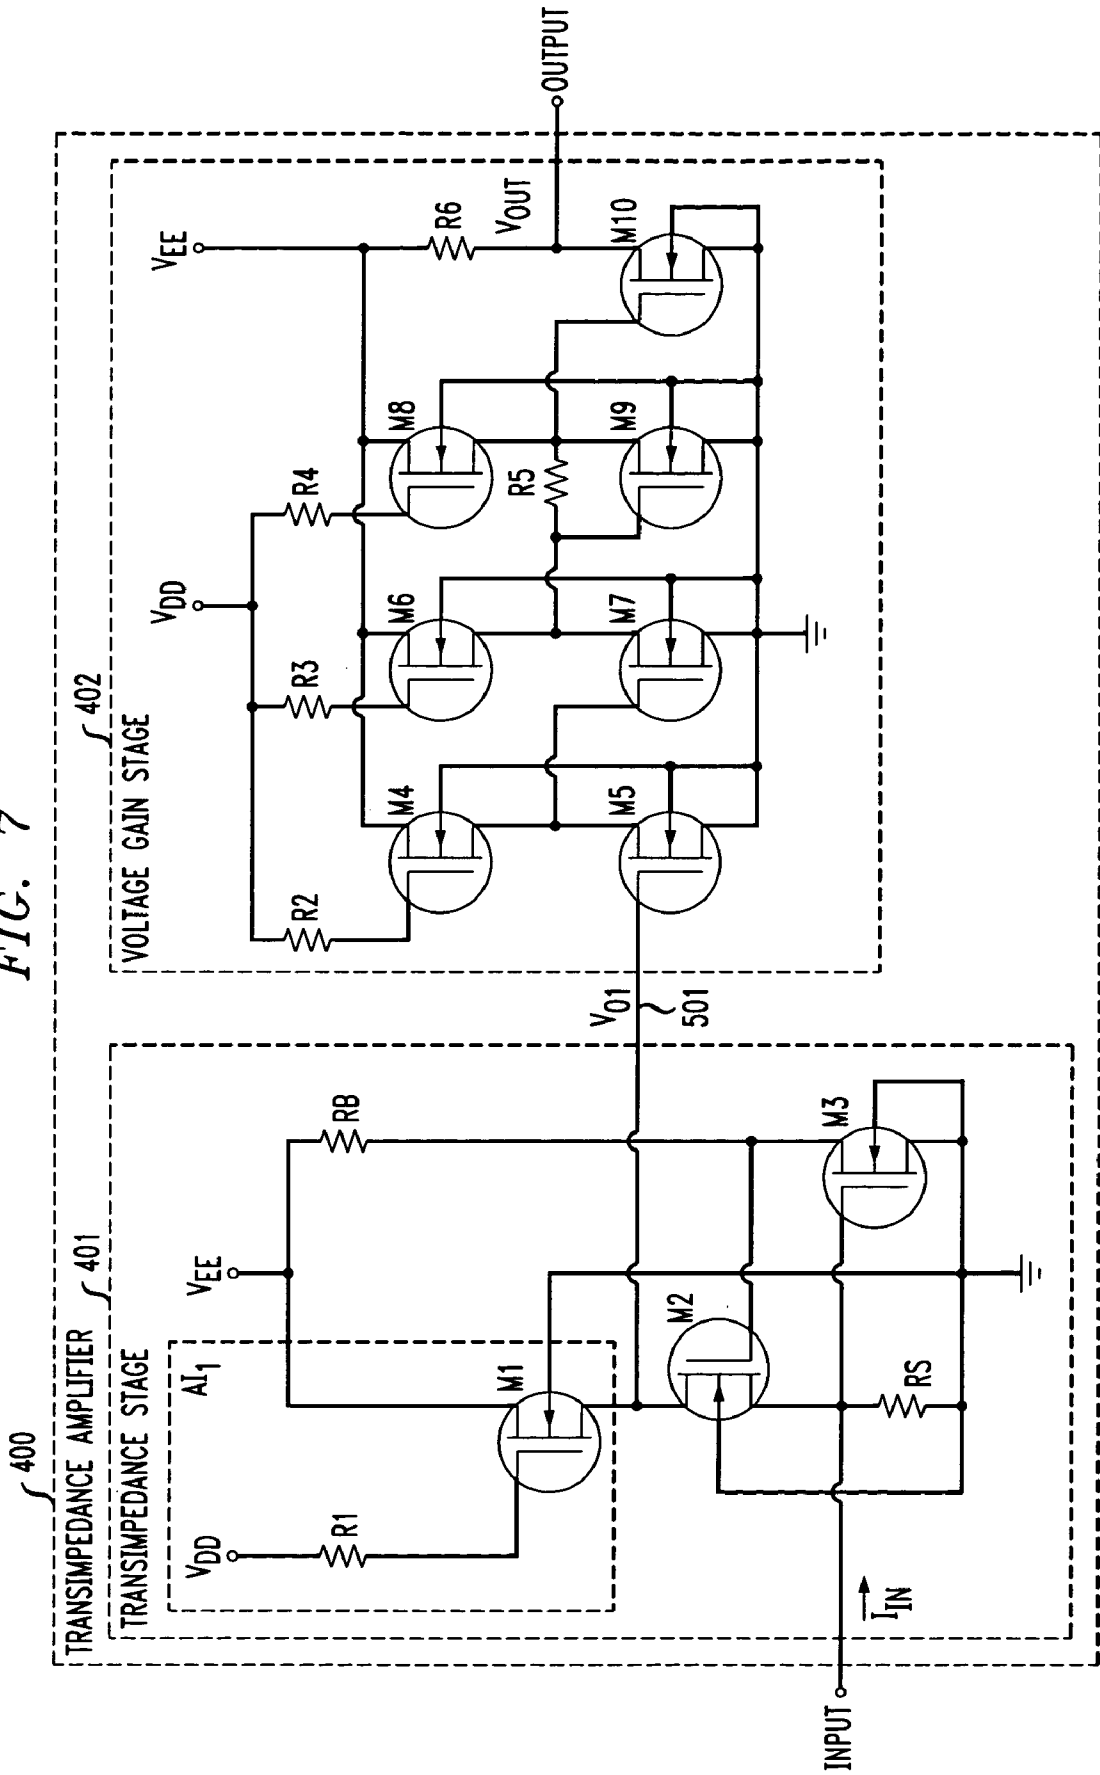 FIG. 7
400
TRANSIMPEDANCE AMPLIFIER
401
TRANSIMPEDANCE STAGE
AI1
VDD
R1
M1
VEE
RB
M2
M3
RS
INPUT
IIN
VO1
501
402
VOLTAGE GAIN STAGE
VDD
VEE
R2
R3
R4
M4
M6
M8
R6
VOUT
OUTPUT
R5
M5
M7
M9
M10